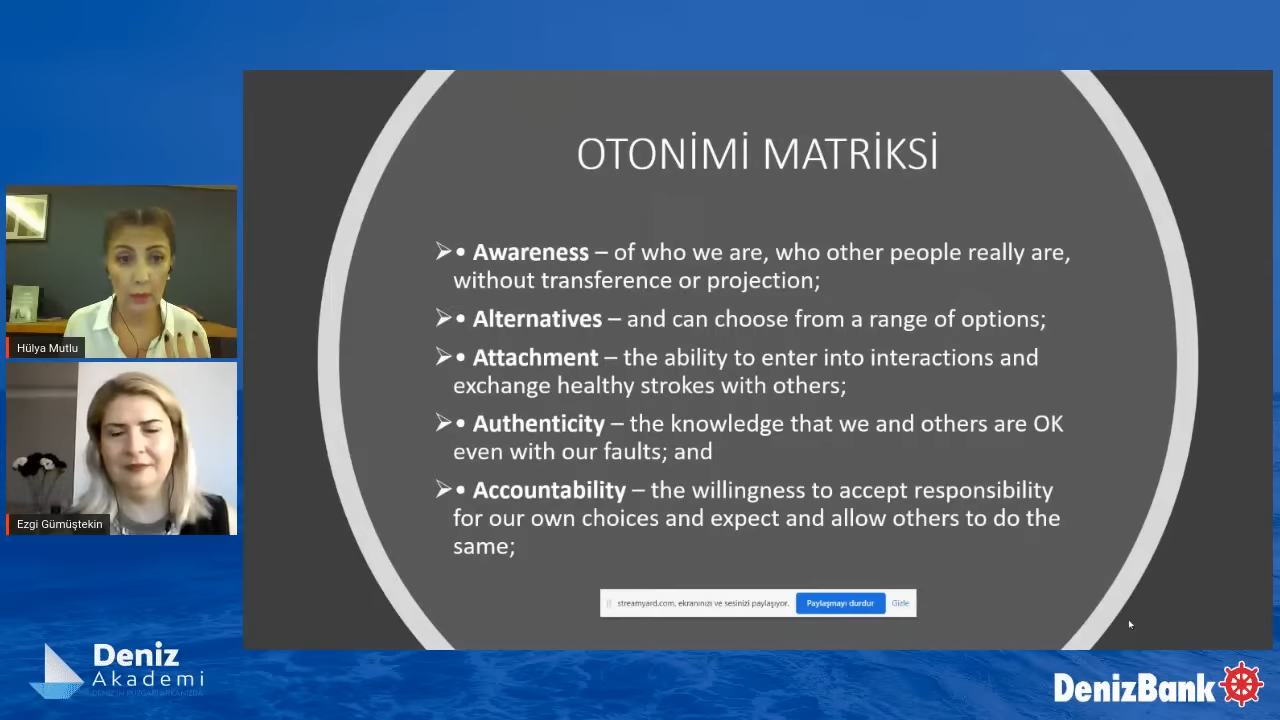 OTONİMİ MATRİKSİ
➢• Awareness – of who we are, who other people really are,
without transference or projection;
➢• Alternatives – and can choose from a range of options;
➢• Attachment – the ability to enter into interactions and
exchange healthy strokes with others;
➢• Authenticity – the knowledge that we and others are OK
even with our faults; and
➢• Accountability – the willingness to accept responsibility
for our own choices and expect and allow others to do the
same;
streamyard.com, ekranınızı ve sesinizi paylaşıyor. Paylaşmayı durdur Gizle
Hülya Mutlu
Ezgi Gümüştekin
Deniz
Akademi
DenizBank